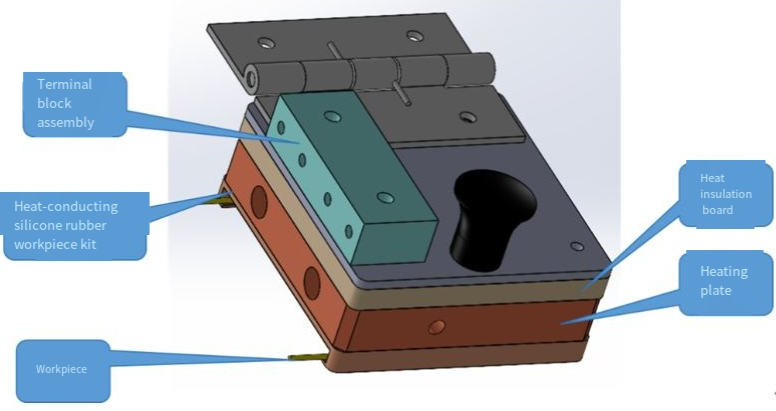 Terminal
block
assembly
Heat-conducting
silicone rubber
workpiece kit
Workpiece
Heat
insulation
board
Heating
plate